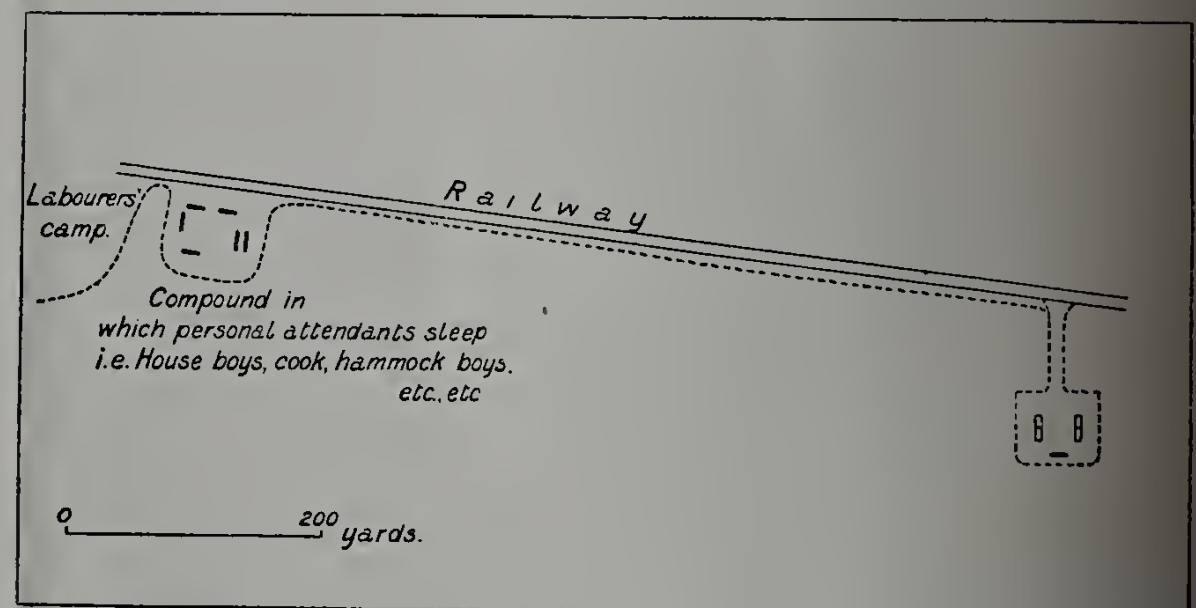 Railway
Labourers'
camp.
Compound in
which personal attendants sleep
i.e. House boys, cook, hammock boys.
etc., etc
0 200 yards.